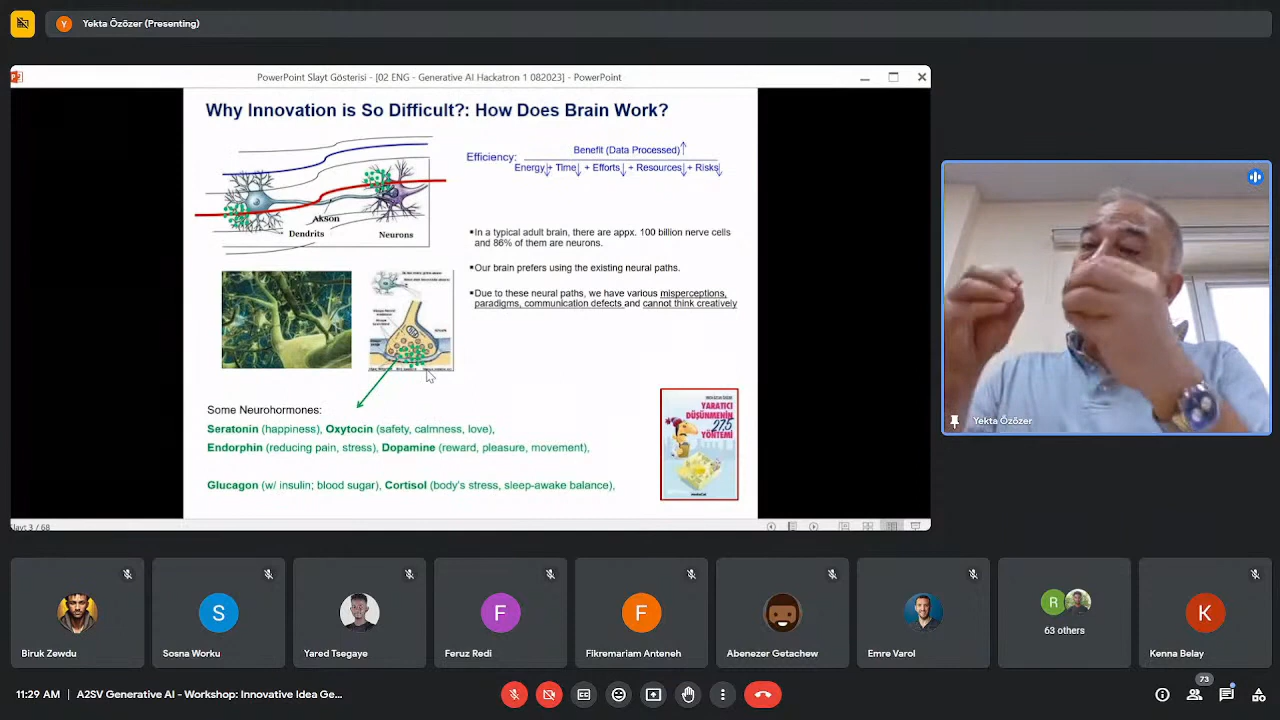 Y Yekta Özözer (Presenting)
PowerPoint Slayt Gösterisi - [02 ENG - Generative AI Hackatron 1 082023] - PowerPoint
Why Innovation is So Difficult?: How Does Brain Work?
Benefit (Data Processed)
Efficiency:
Energy + Time + Efforts + Resources + Risks
Akson
Dendrits
Neurons
▪In a typical adult brain, there are appx. 100 billion nerve cells
and 86% of them are neurons.
▪Our brain prefers using the existing neural paths.
▪Due to these neural paths, we have various misperceptions,
paradigms, communication defects and cannot think creatively
Some Neurohormones:
Seratonin (happiness), Oxytocin (safety, calmness, love),
Endorphin (reducing pain, stress), Dopamine (reward, pleasure, movement),
Glucagon (w/ insulin; blood sugar), Cortisol (body's stress, sleep-awake balance),
YARATICI
DÜŞÜNMENİN
27,5
YÖNTEMİ
Slayt 3 / 68
Yekta Özözer
S
F
F
R
K
Biruk Zewdu
Sosna Worku
Yared Tsegaye
Feruz Redi
Fikremariam Anteneh
Abenezer Getachew
Emre Varol
63 others
Kenna Belay
11:29 AM | A2SV Generative AI - Workshop: Innovative Idea Ge...
73